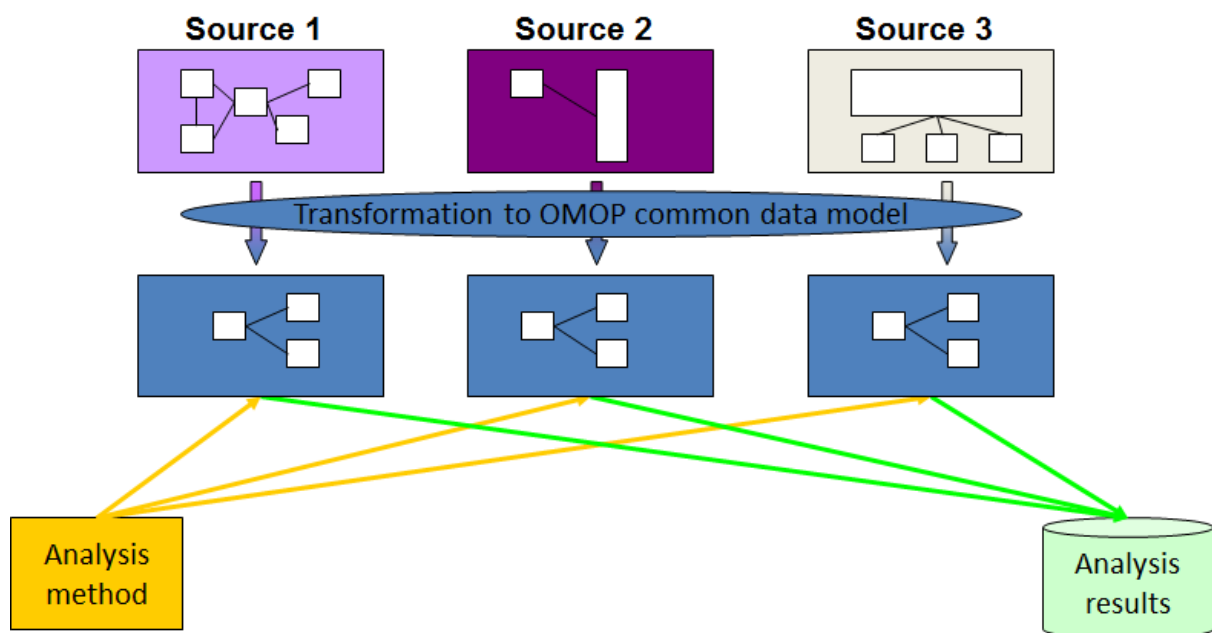 Source 1
Source 2
Source 3
Transformation to OMOP common data model
Analysis
method
Analysis
results